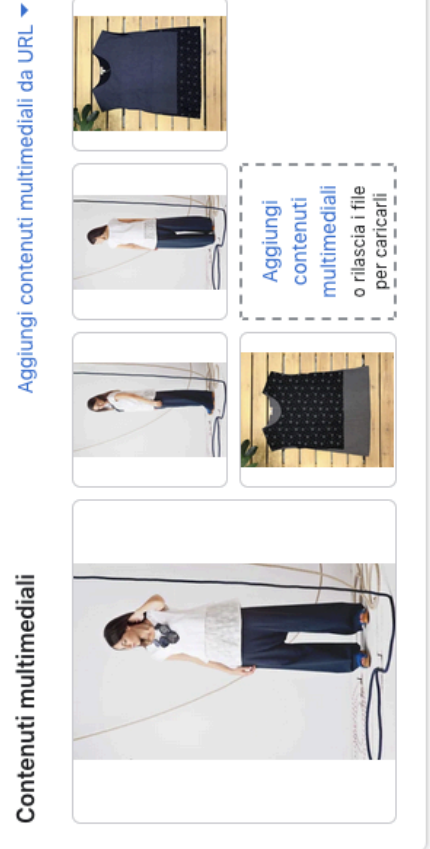 Contenuti multimediali
Aggiungi contenuti multimediali da URL
Aggiungi
contenuti
multimediali
o rilascia i file
per caricarli